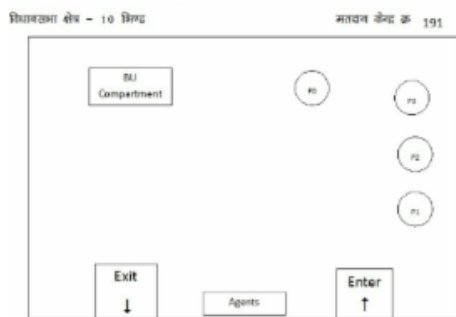 विधानसभा क्षेत्र - 10 भिण्ड
मतदान केन्द्र क्र 191
BU
Compartment
P0
P3
P2
P1
Exit
↓
Agents
Enter
↑